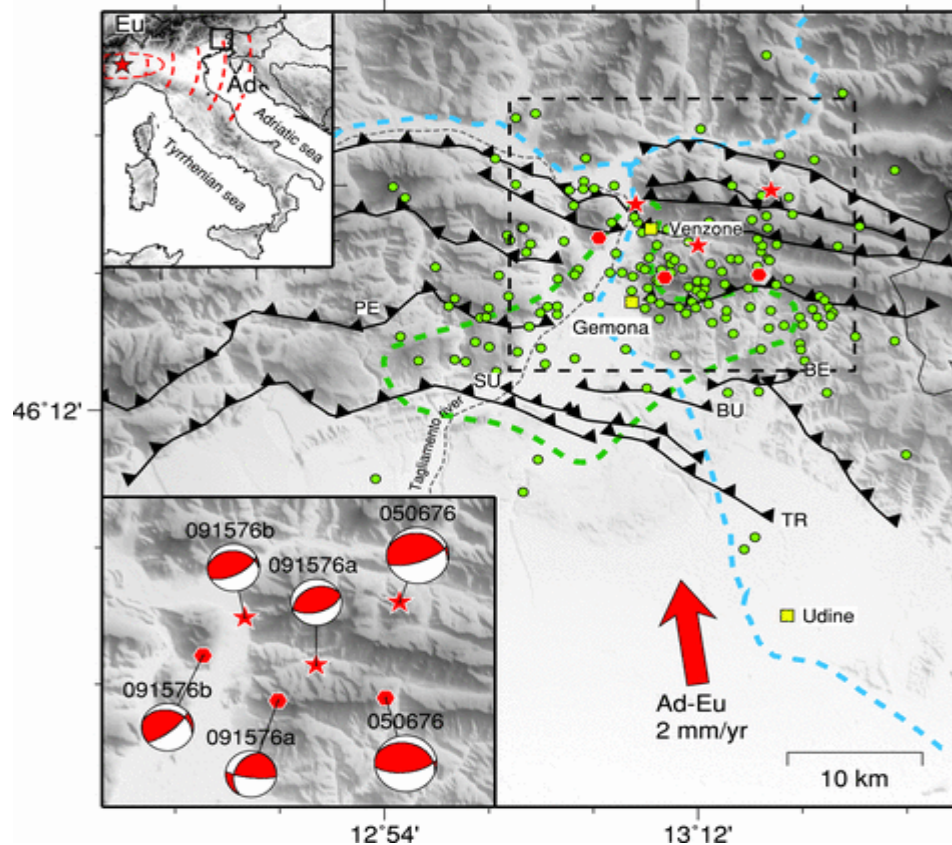 Eu
Ad
Adriatic sea
Tyrrhenian sea
Venzone
PE
Gemona
SU
BE
BU
46°12'
Tagliamento river
TR
091576b
050676
091576a
Udine
091576b
091576a
050676
Ad-Eu
2 mm/yr
10 km
12°54'
13°12'